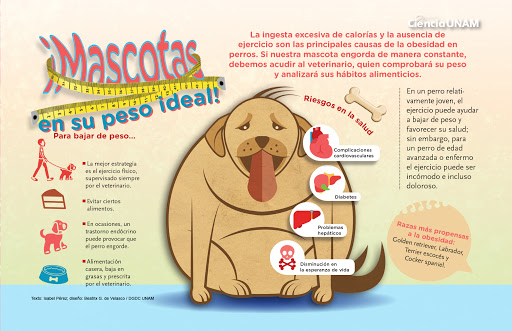 CienciaUNAM
¡Mascotas
en su peso ideal!
La ingesta excesiva de calorías y la ausencia de
ejercicio son las principales causas de la obesidad en
perros. Si nuestra mascota engorda de manera constante,
debemos acudir al veterinario, quien comprobará su peso
y analizará sus hábitos alimenticios.
Para bajar de peso...
La mejor estrategia
es el ejercicio físico,
supervisado siempre
por el veterinario.
Evitar ciertos
alimentos.
En ocasiones, un
trastorno endócrino
puede provocar que
el perro engorde.
Alimentación
casera, baja en
grasas y prescrita
por el veterinario.
Riesgos en la salud
Complicaciones
cardiovasculares
Diabetes
Problemas
hepáticos
Disminución en
la esperanza de vida
En un perro relati-
vamente joven, el
ejercicio puede ayudar
a bajar de peso y
favorecer su salud;
sin embargo, para
un perro de edad
avanzada o enfermo
el ejercicio puede ser
incómodo e incluso
doloroso.
Razas más propensas
a la obesidad:
Golden retriever, Labrador,
Terrier escocés y
Cocker spaniel.
Texto: Isabel Pérez; diseño: Beatrix G. de Velasco / DGDC UNAM